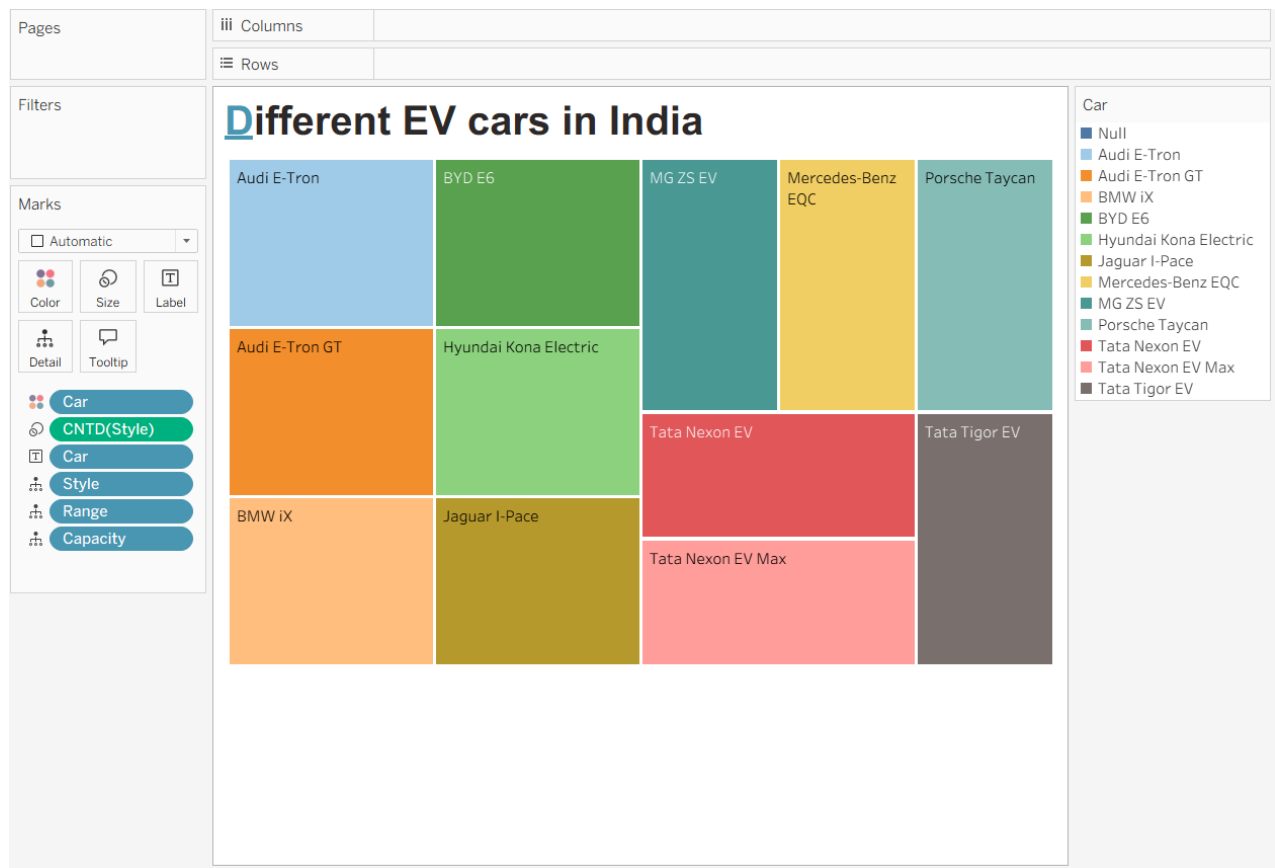 Pages
Columns
Rows
Filters
Marks
Automatic
Color
Size
Label
Detail
Tooltip
Car
CNTD(Style)
Car
Style
Range
Capacity
Different EV cars in India
Audi E-Tron
BYD E6
MG ZS EV
Mercedes-Benz
EQC
Porsche Taycan
Audi E-Tron GT
Hyundai Kona Electric
Tata Nexon EV
Tata Tigor EV
BMW iX
Jaguar I-Pace
Tata Nexon EV Max
Car
Null
Audi E-Tron
Audi E-Tron GT
BMW iX
BYD E6
Hyundai Kona Electric
Jaguar I-Pace
Mercedes-Benz EQC
MG ZS EV
Porsche Taycan
Tata Nexon EV
Tata Nexon EV Max
Tata Tigor EV